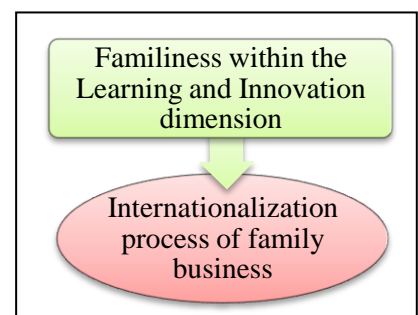 Familiness within the
Learning and Innovation
dimension
Internationalization
process of family
business